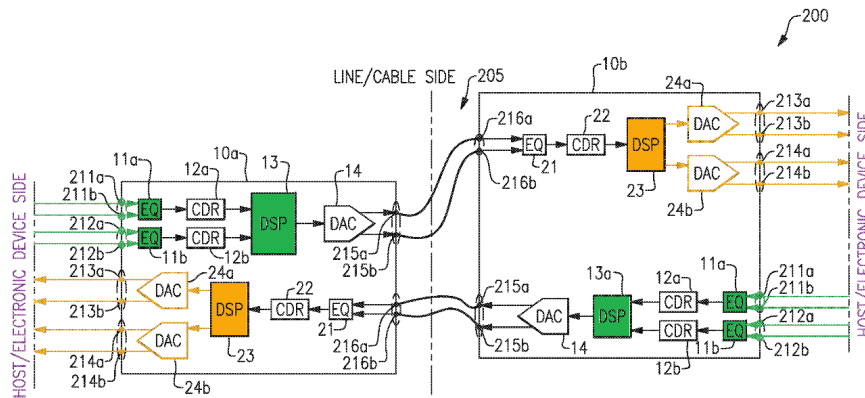 200
LINE/CABLE SIDE
205
10b
24a
216a
22
213a
DAC
213b
EQ
CDR
DSP
216b
21
214a
DAC
214b
23
24b
10a
13
11a
12a
14
211a
211b
EQ
CDR
DSP
DAC
212a
EQ
CDR
212b
11b
12b
215a
215b
213a
24a
DAC
22
DSP
CDR
EQ
213b
21
214a
DAC
23
216a
214b
216b
24b
215a
13a
12a
11a
211a
211b
DAC
DSP
CDR
EQ
212a
CDR
EQ
215b
14
11b
212b
12b
HOST/ELECTRONIC DEVICE SIDE
HOST/ELECTRONIC DEVICE SIDE